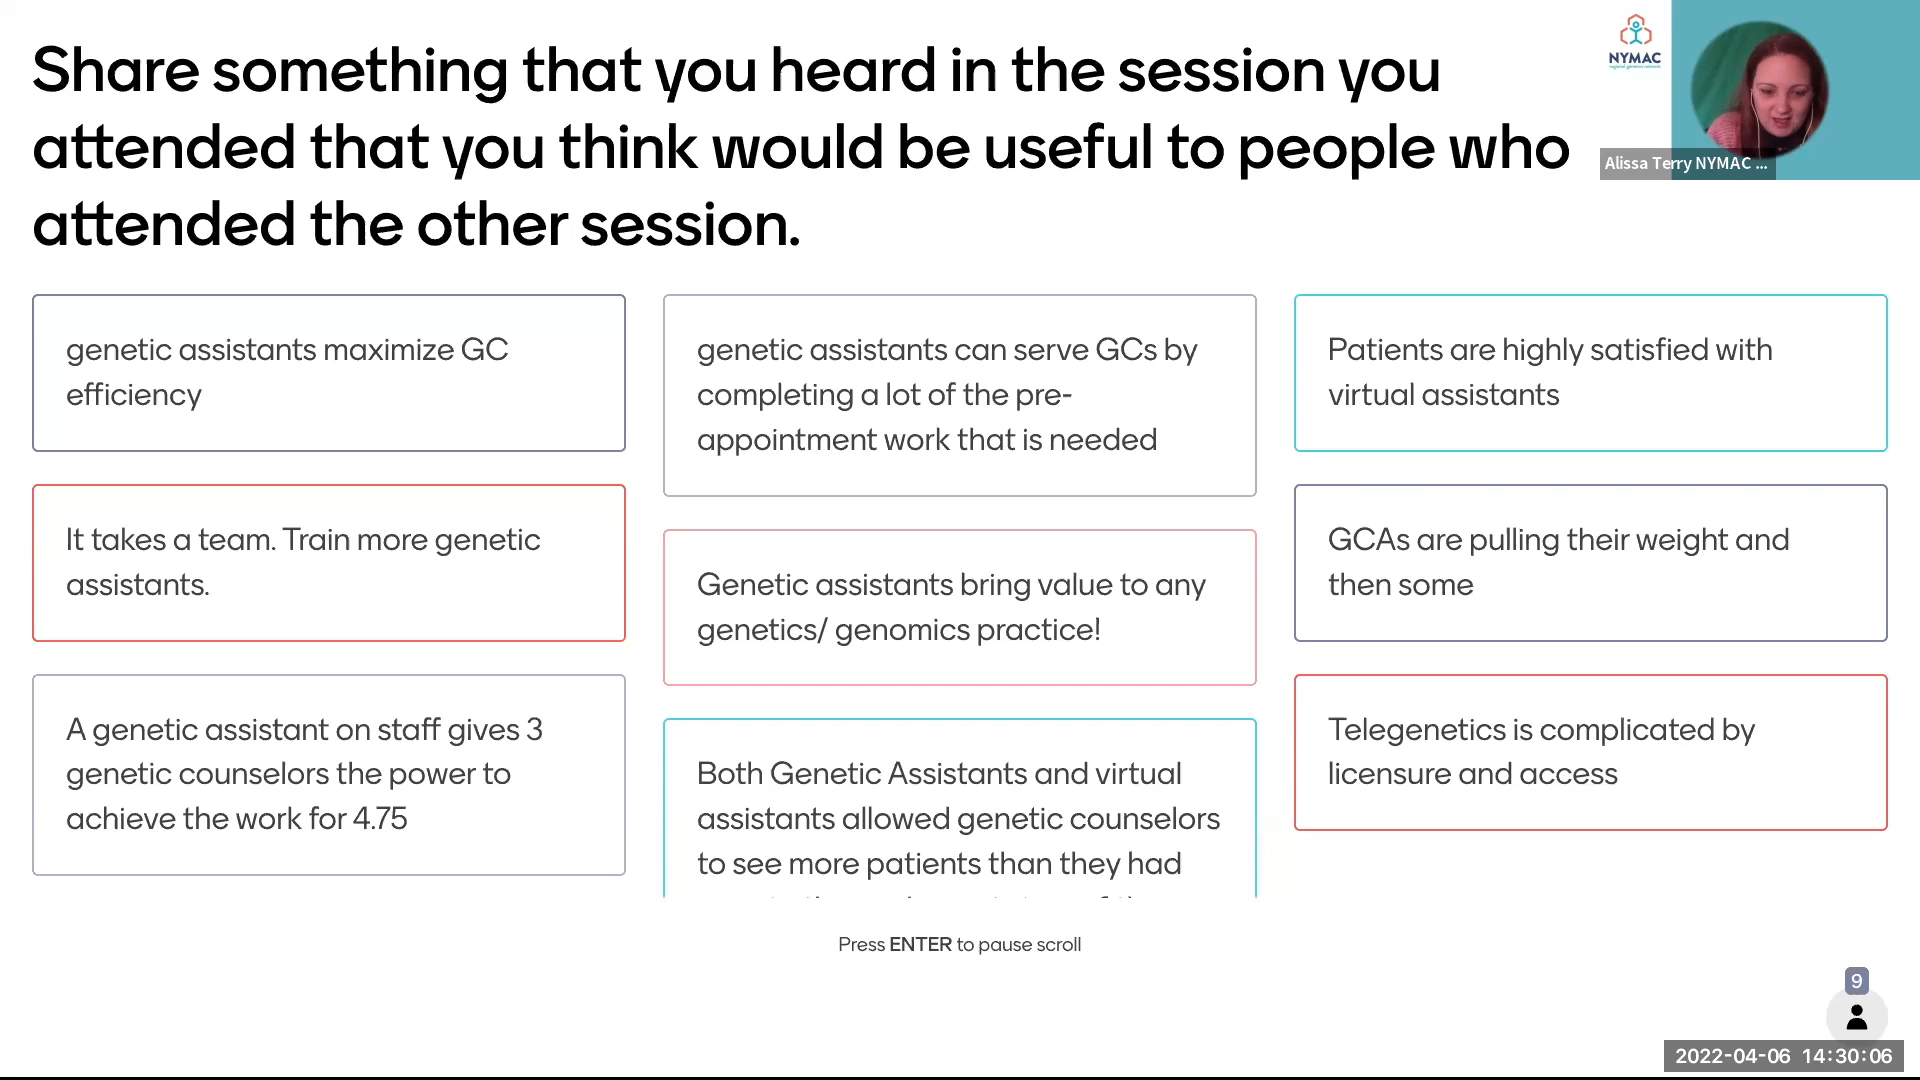 Share something that you heard in the session you
attended that you think would be useful to people who
attended the other session.
NYMAC
Alissa Terry NYMAC ...
genetic assistants maximize GC
efficiency
genetic assistants can serve GCs by
completing a lot of the pre-
appointment work that is needed
Patients are highly satisfied with
virtual assistants
It takes a team. Train more genetic
assistants.
Genetic assistants bring value to any
genetics/ genomics practice!
GCAs are pulling their weight and
then some
A genetic assistant on staff gives 3
genetic counselors the power to
achieve the work for 4.75
Both Genetic Assistants and virtual
assistants allowed genetic counselors
to see more patients than they had
Telegenetics is complicated by
licensure and access
Press ENTER to pause scroll
9
2022-04-06 14:30:06